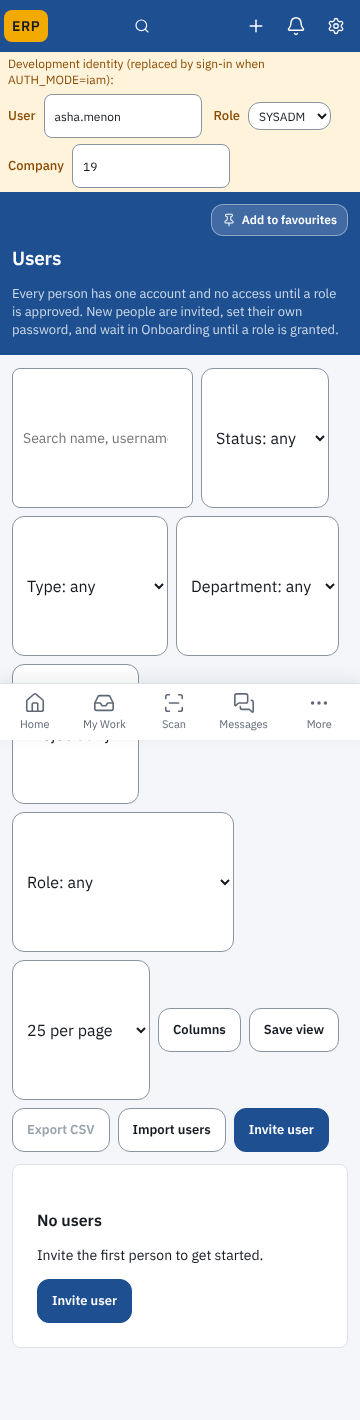 ERP
Development identity (replaced by sign-in when
AUTH_MODE=iam):
User asha.menon Role SYSADM
Company 19
Add to favourites
Users
Every person has one account and no access until a role
is approved. New people are invited, set their own
password, and wait in Onboarding until a role is granted.
Search name, usernam
Status: any
Type: any
Department: any
Home
My Work
Scan
Messages
More
Role: any
25 per page
Columns
Save view
Export CSV
Import users
Invite user
No users
Invite the first person to get started.
Invite user